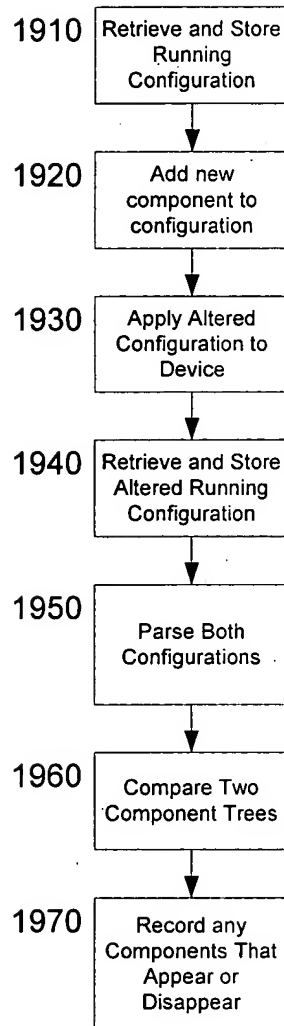 1910
Retrieve and Store
Running
Configuration
1920
Add new
component to
configuration
1930
Apply Altered
Configuration to
Device
1940
Retrieve and Store
Altered Running
Configuration
1950
Parse Both
Configurations
1960
Compare Two
Component Trees
1970
Record any
Components That
Appear or
Disappear